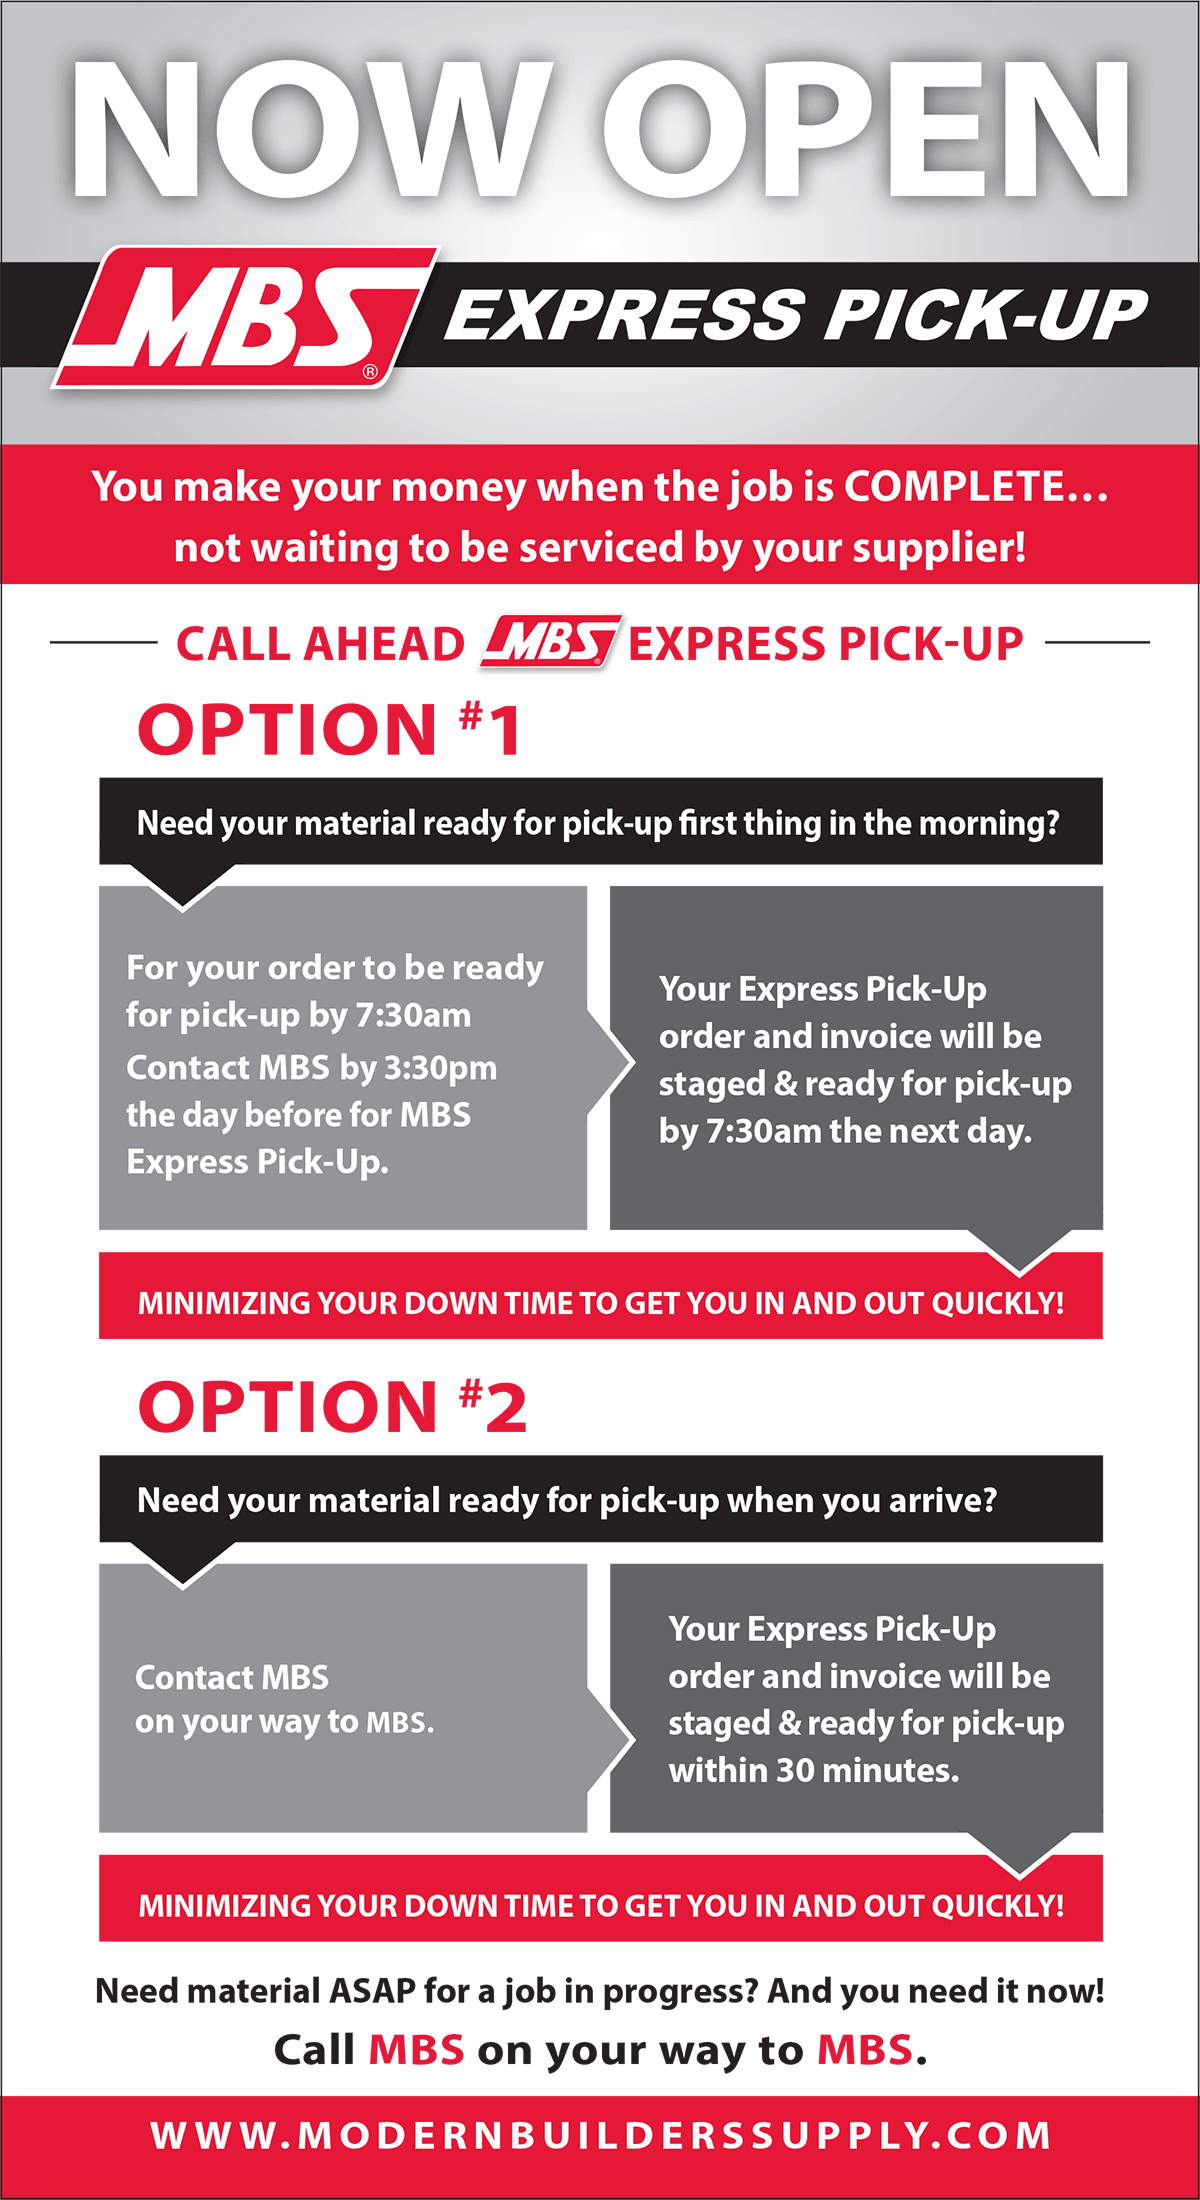 NOW OPEN
MBS® EXPRESS PICK-UP
You make your money when the job is COMPLETE...
not waiting to be serviced by your supplier!
CALL AHEAD MBS® EXPRESS PICK-UP
OPTION #1
Need your material ready for pick-up first thing in the morning?
For your order to be ready
for pick-up by 7:30am
Contact MBS by 3:30pm
the day before for MBS
Express Pick-Up.
Your Express Pick-Up
order and invoice will be
staged & ready for pick-up
by 7:30am the next day.
MINIMIZING YOUR DOWN TIME TO GET YOU IN AND OUT QUICKLY!
OPTION #2
Need your material ready for pick-up when you arrive?
Contact MBS
on your way to MBS.
Your Express Pick-Up
order and invoice will be
staged & ready for pick-up
within 30 minutes.
MINIMIZING YOUR DOWN TIME TO GET YOU IN AND OUT QUICKLY!
Need material ASAP for a job in progress? And you need it now!
Call MBS on your way to MBS.
WWW.MODERNBUILDERSSUPPLY.COM